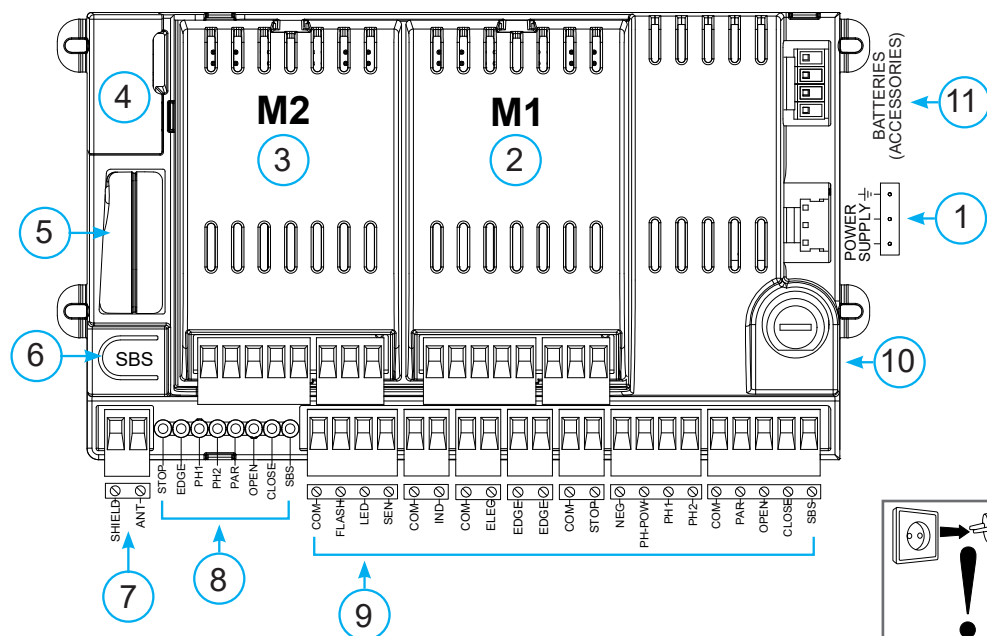 4
M2
3
M1
2
BATTERIES
(ACCESSORIES)
11
5
POWER
SUPPLY
1
6
SBS
10
STOP
EDGE
PH1
PH2
PAR
OPEN
CLOSE
SBS
SHIELD
ANT
COM
FLASH
LED
SEN
COM
IND
COM
ELEG
EDGE
EDGE
COM
STOP
NEG
PH-POW
PH1
PH2
COM
PAR
OPEN
CLOSE
SBS
7
8
9